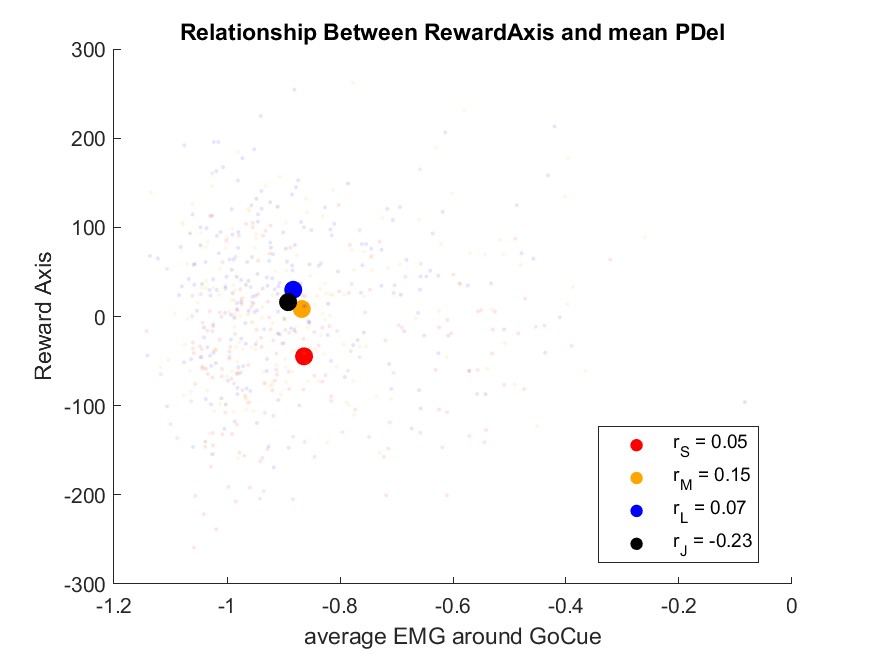 Relationship Between RewardAxis and mean PDel
300
200
100
0
-100
-200
-300
Reward Axis
-1.2 -1 -0.8 -0.6 -0.4 -0.2 0
average EMG around GoCue
r_S = 0.05
r_M = 0.15
r_L = 0.07
r_J = -0.23